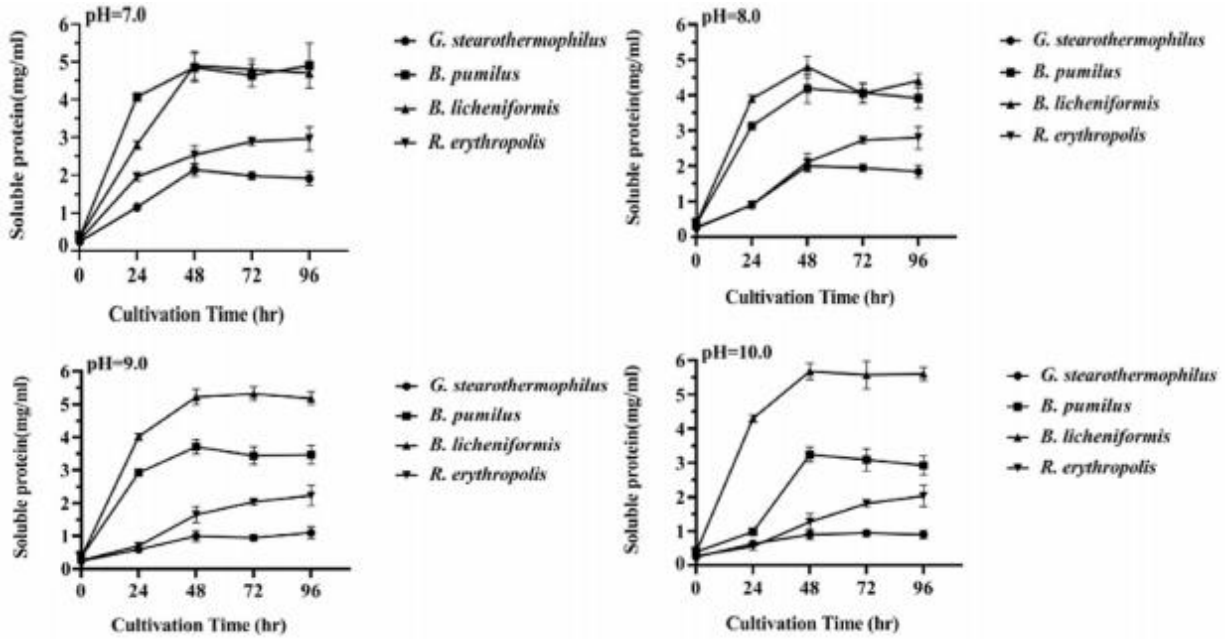 pH=7.0
Soluble protein(mg/ml)
6
5
4
3
2
1
0
0 24 48 72 96
Cultivation Time (hr)
G. stearothermophilus
B. pumilus
B. licheniformis
R. erythropolis
pH=8.0
Soluble protein(mg/ml)
6
5
4
3
2
1
0
0 24 48 72 96
Cultivation Time (hr)
G. stearothermophilus
B. pumilus
B. licheniformis
R. erythropolis
pH=9.0
Soluble protein(mg/ml)
6
5
4
3
2
1
0
0 24 48 72 96
Cultivation Time (hr)
G. stearothermophilus
B. pumilus
B. licheniformis
R. erythropolis
pH=10.0
Soluble protein(mg/ml)
6
5
4
3
2
1
0
0 24 48 72 96
Cultivation Time (hr)
G. stearothermophilus
B. pumilus
B. licheniformis
R. erythropolis